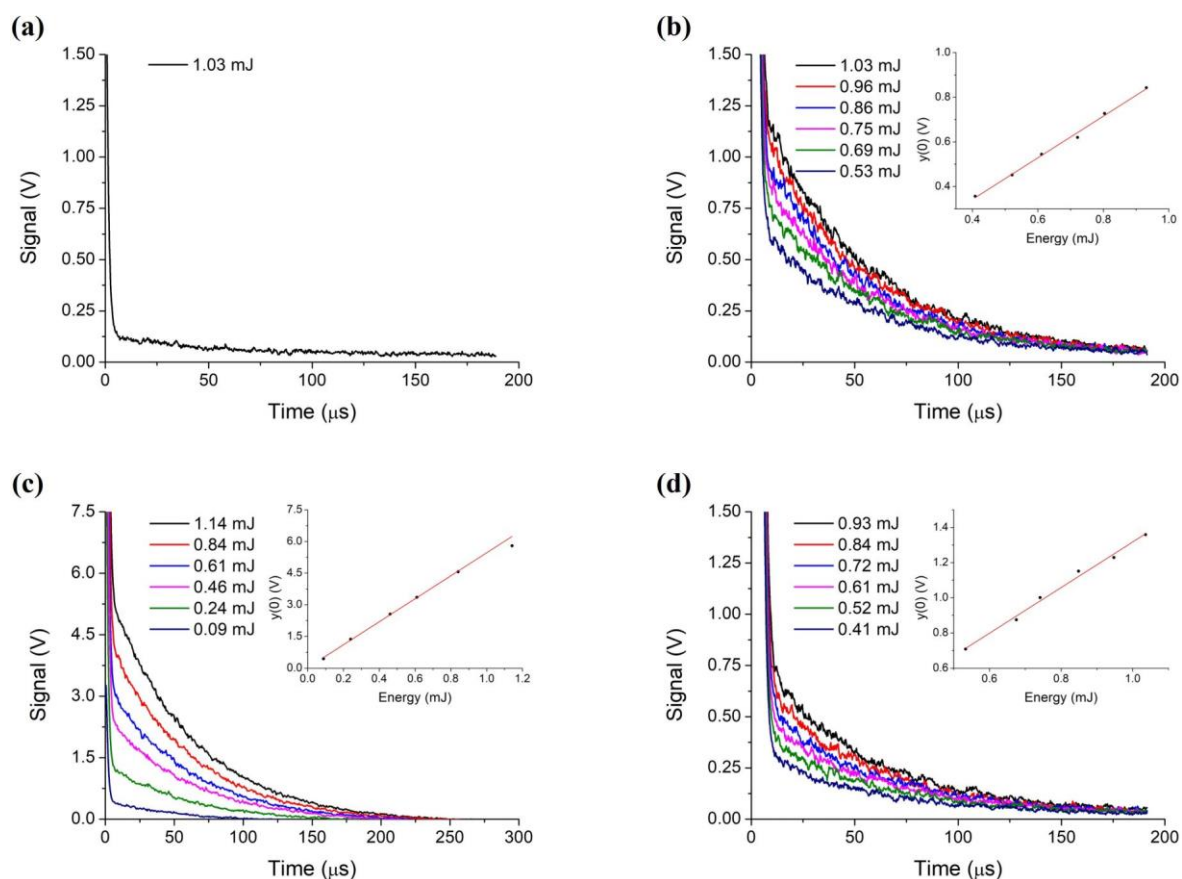 (a)
1.50
1.25
1.00
0.75
0.50
0.25
0.00
Signal (V)
1.03 mJ
0
50
100
150
200
Time (μs)
(b)
1.50
1.25
1.00
0.75
0.50
0.25
0.00
Signal (V)
1.03 mJ
0.96 mJ
0.86 mJ
0.75 mJ
0.69 mJ
0.53 mJ
1.0
0.8
0.6
0.4
y(0) (V)
0.4
0.6
0.8
1.0
Energy (mJ)
0
50
100
150
200
Time (μs)
(c)
7.5
6.0
4.5
3.0
1.5
0.0
Signal (V)
1.14 mJ
0.84 mJ
0.61 mJ
0.46 mJ
0.24 mJ
0.09 mJ
7.5
6.0
4.5
3.0
1.5
0.0
y(0) (V)
0.0
0.2
0.4
0.6
0.8
1.0
1.2
Energy (mJ)
0
50
100
150
200
250
300
Time (μs)
(d)
1.50
1.25
1.00
0.75
0.50
0.25
0.00
Signal (V)
0.93 mJ
0.84 mJ
0.72 mJ
0.61 mJ
0.52 mJ
0.41 mJ
1.4
1.2
1.0
0.8
0.6
y(0) (V)
0.6
0.8
1.0
Energy (mJ)
0
50
100
150
200
Time (μs)